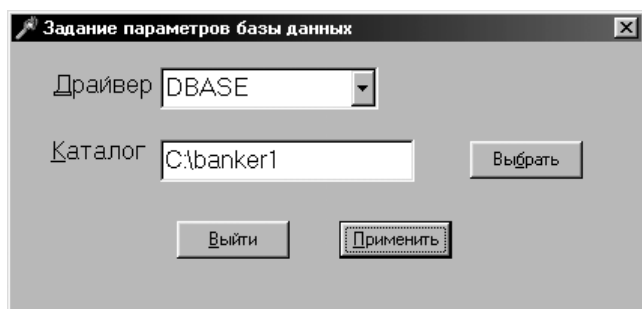 Задание параметров базы данных
Драйвер DBASE
Каталог C:\banker1 Выбрать
Выйти Применить